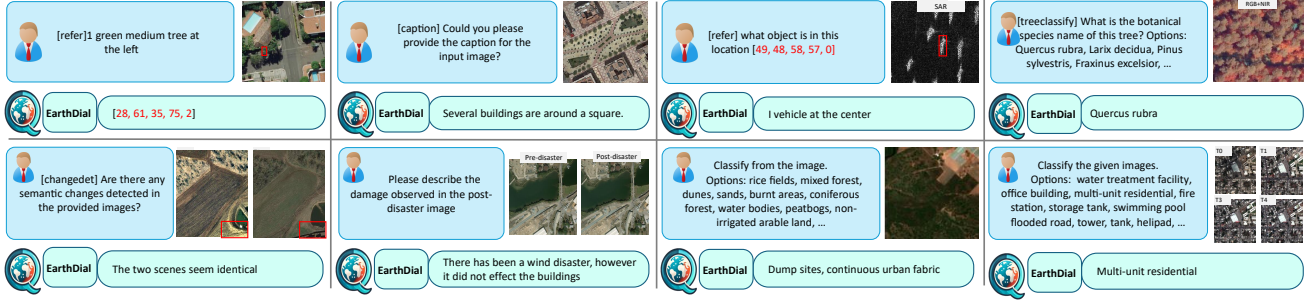 [refer]1 green medium tree at
the left
EarthDial
[28, 61, 35, 75, 2]
[caption] Could you please
provide the caption for the
input image?
EarthDial
Several buildings are around a square.
SAR
[refer] what object is in this
location [49, 48, 58, 57, 0]
EarthDial
I vehicle at the center
RGB+NIR
[treeclassify] What is the botanical
species name of this tree? Options:
Quercus rubra, Larix decidua, Pinus
sylvestris, Fraxinus excelsior, ...
EarthDial
Quercus rubra
[changedet] Are there any
semantic changes detected in
the provided images?
EarthDial
The two scenes seem identical
Pre-disaster
Post-disaster
Please describe the
damage observed in the post-
disaster image
EarthDial
There has been a wind disaster, however
it did not effect the buildings
Classify from the image.
Options: rice fields, mixed forest,
dunes, sands, burnt areas, coniferous
forest, water bodies, peatbogs, non-
irrigated arable land, ...
EarthDial
Dump sites, continuous urban fabric
Classify the given images.
Options: water treatment facility,
office building, multi-unit residential, fire
station, storage tank, swimming pool
flooded road, tower, tank, helipad, ...
T0
T1
T3
T4
EarthDial
Multi-unit residential